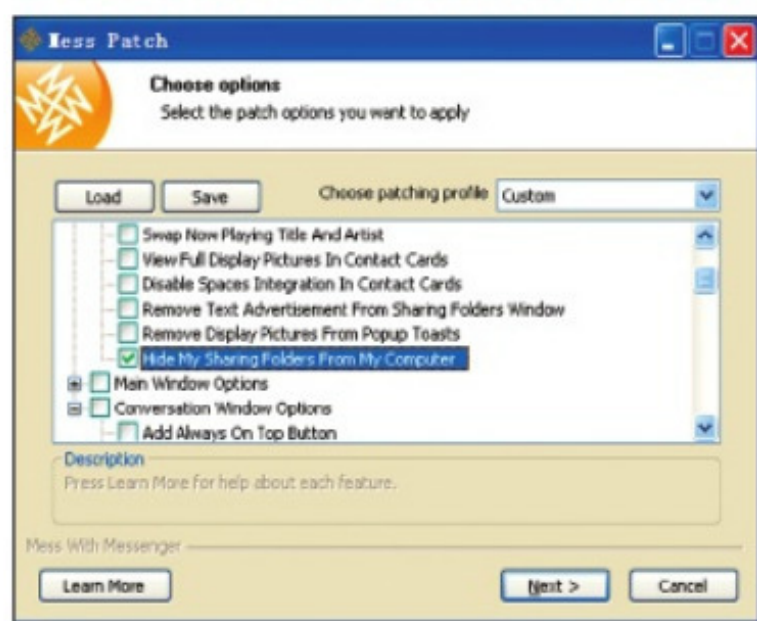 Mess Patch
Choose options
Select the patch options you want to apply
Load Save Choose patching profile Custom
Swap Now Playing Title And Artist
View Full Display Pictures In Contact Cards
Disable Spaces Integration In Contact Cards
Remove Text Advertisement From Sharing Folders Window
Remove Display Pictures From Popup Toasts
Hide My Sharing Folders From My Computer
Main Window Options
Conversation Window Options
Add Always On Top Button
Description
Press Learn More for help about each feature.
Mess With Messenger
Learn More Next > Cancel